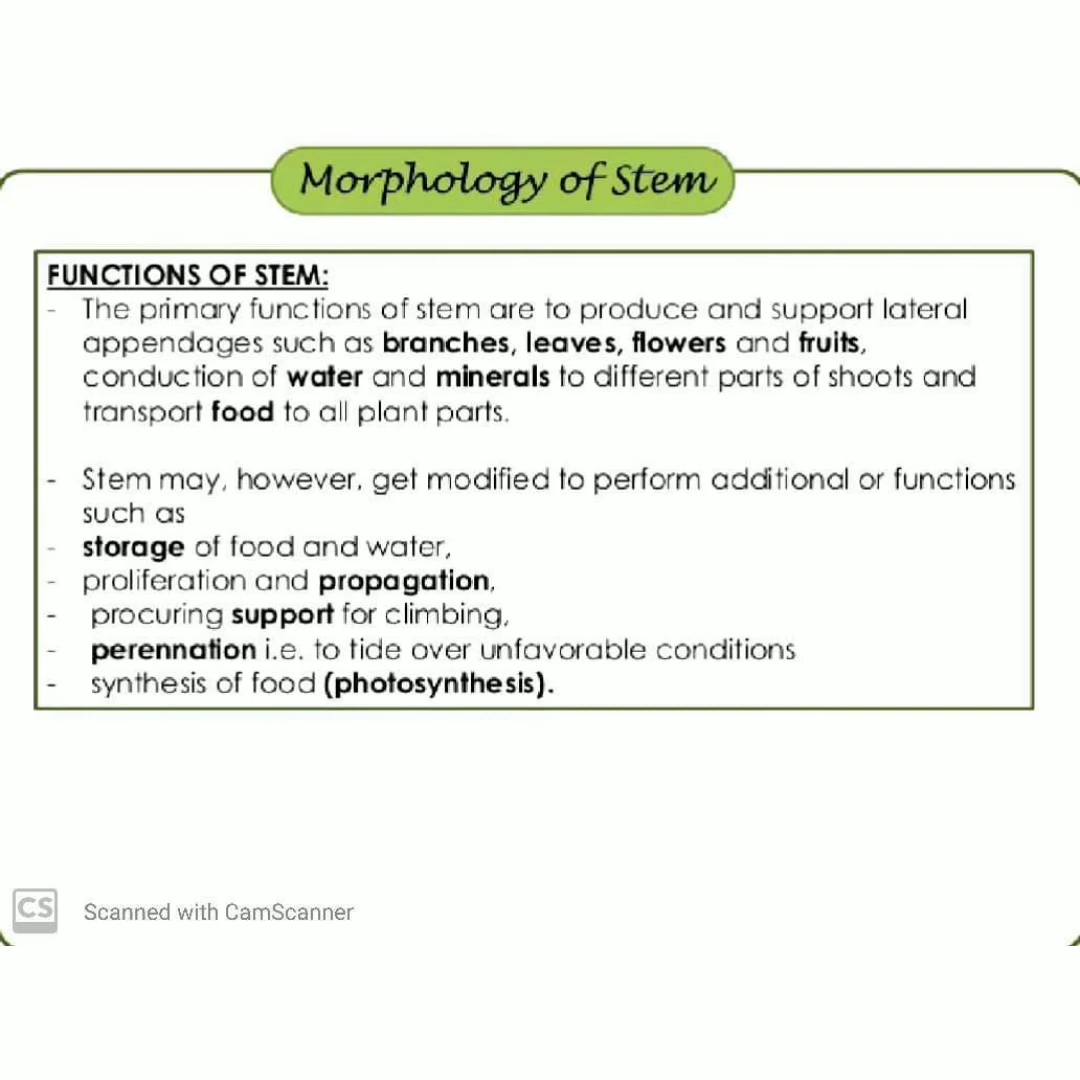 Morphology of Stem
FUNCTIONS OF STEM:
- The primary functions of stem are to produce and support lateral
appendages such as branches, leaves, flowers and fruits,
conduction of water and minerals to different parts of shoots and
transport food to all plant parts.
- Stem may, however, get modified to perform additional or functions
such as
- storage of food and water,
- proliferation and propagation,
- procuring support for climbing,
- perennation i.e. to tide over unfavorable conditions
- synthesis of food (photosynthesis).
CS Scanned with CamScanner